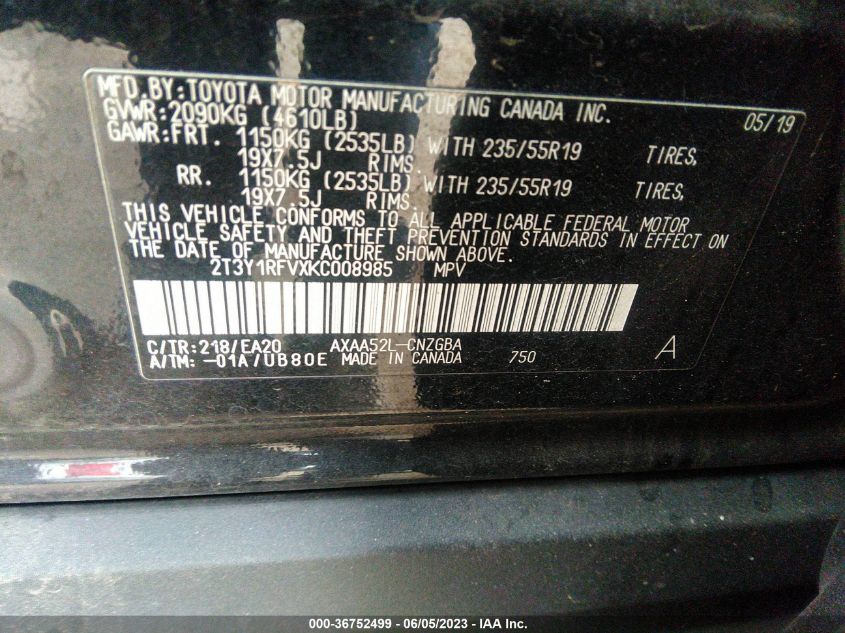 MFD.BY:TOYOTA MOTOR MANUFACTURING CANADA INC. 05/19
GVWR:2090KG (4610LB)
GAWR:FRT. 1150KG (2535LB) WITH 235/55R19 TIRES,
19X7.5J RIMS.
RR. 1150KG (2535LB) WITH 235/55R19 TIRES,
19X7.5J RIMS.
THIS VEHICLE CONFORMS TO ALL APPLICABLE FEDERAL MOTOR
VEHICLE SAFETY AND THEFT PREVENTION STANDARDS IN EFFECT ON
THE DATE OF MANUFACTURE SHOWN ABOVE.
2T3Y1RFVXKC008985 MPV
C/TR:218/EA20 AXAA52L-CNZGBA A
A/TM: -01A/UB80E MADE IN CANADA 750
000-36752499 - 06/05/2023 - IAA Inc.